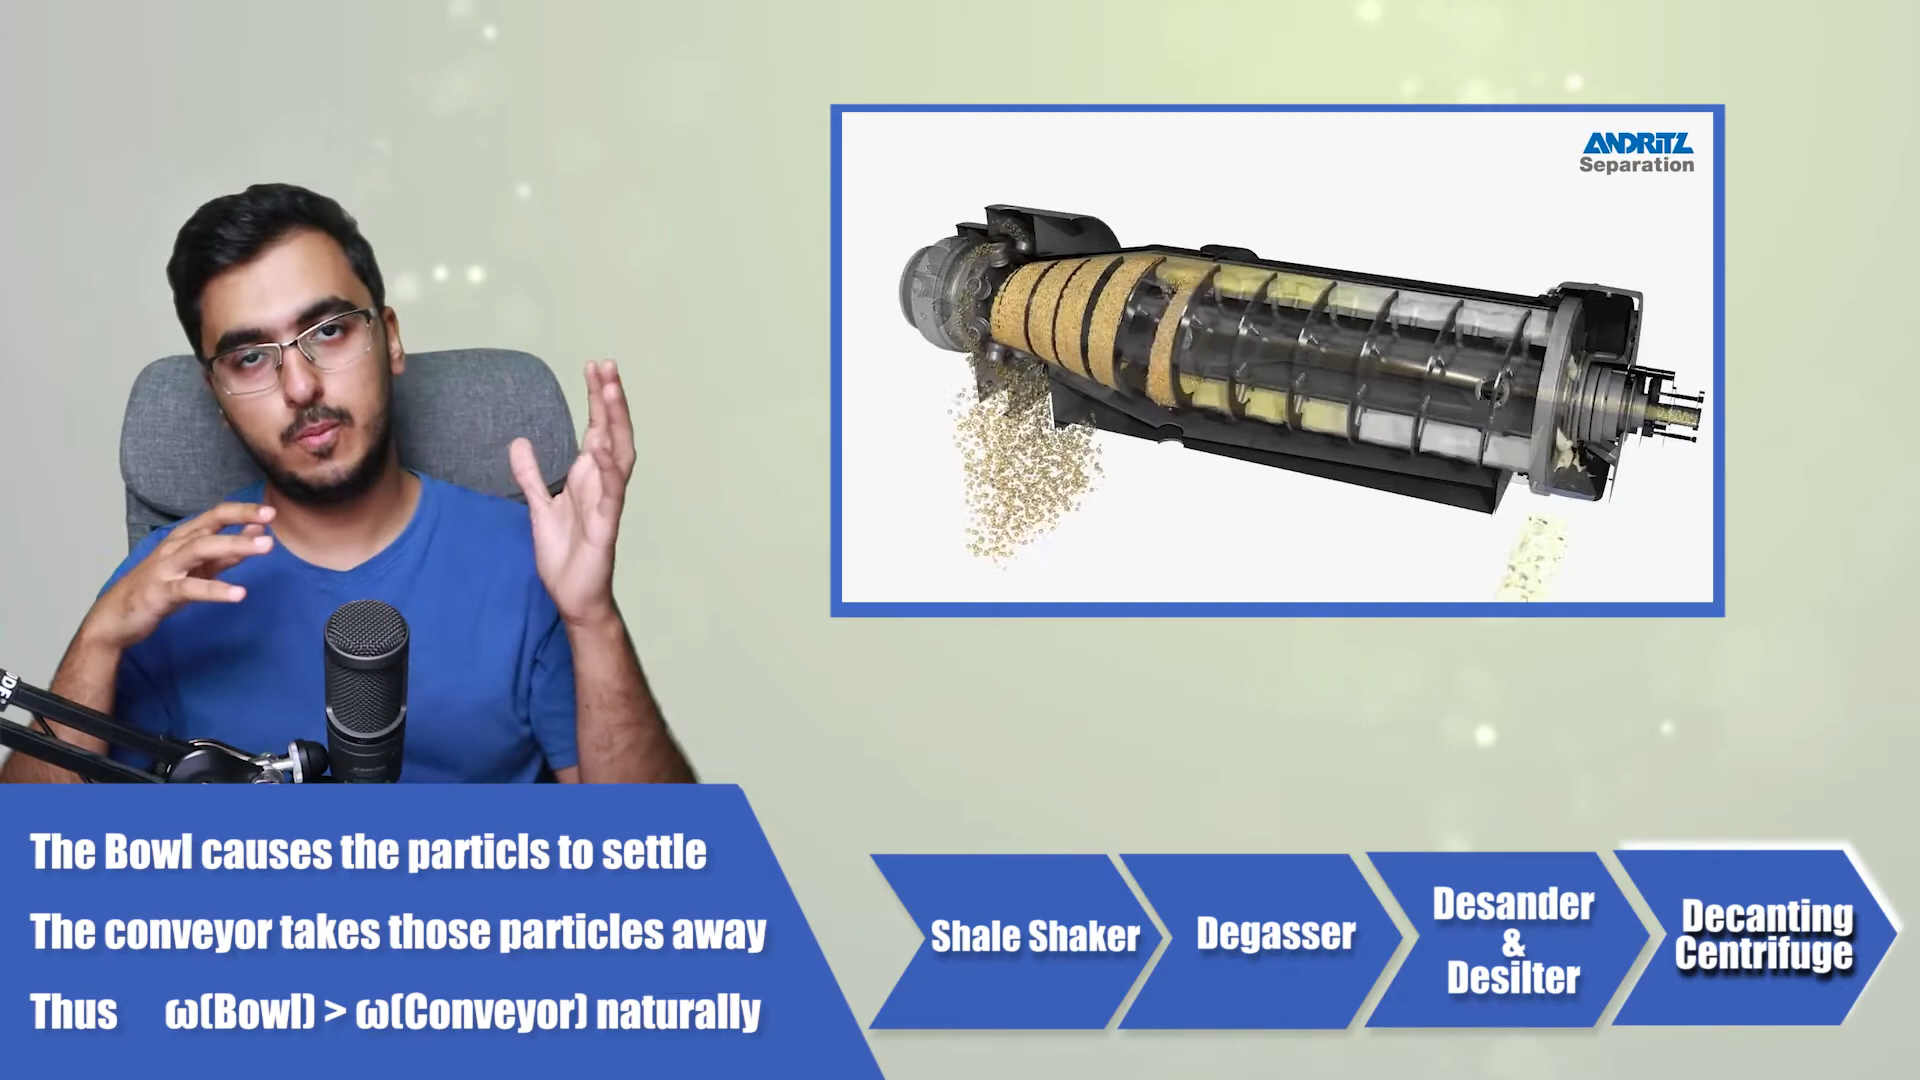 ANDRITZ
Separation
The Bowl causes the particls to settle
The conveyor takes those particles away
Thus ω(Bowl) > ω(Conveyor) naturally
Shale Shaker
Degasser
Desander
&
Desilter
Decanting
Centrifuge